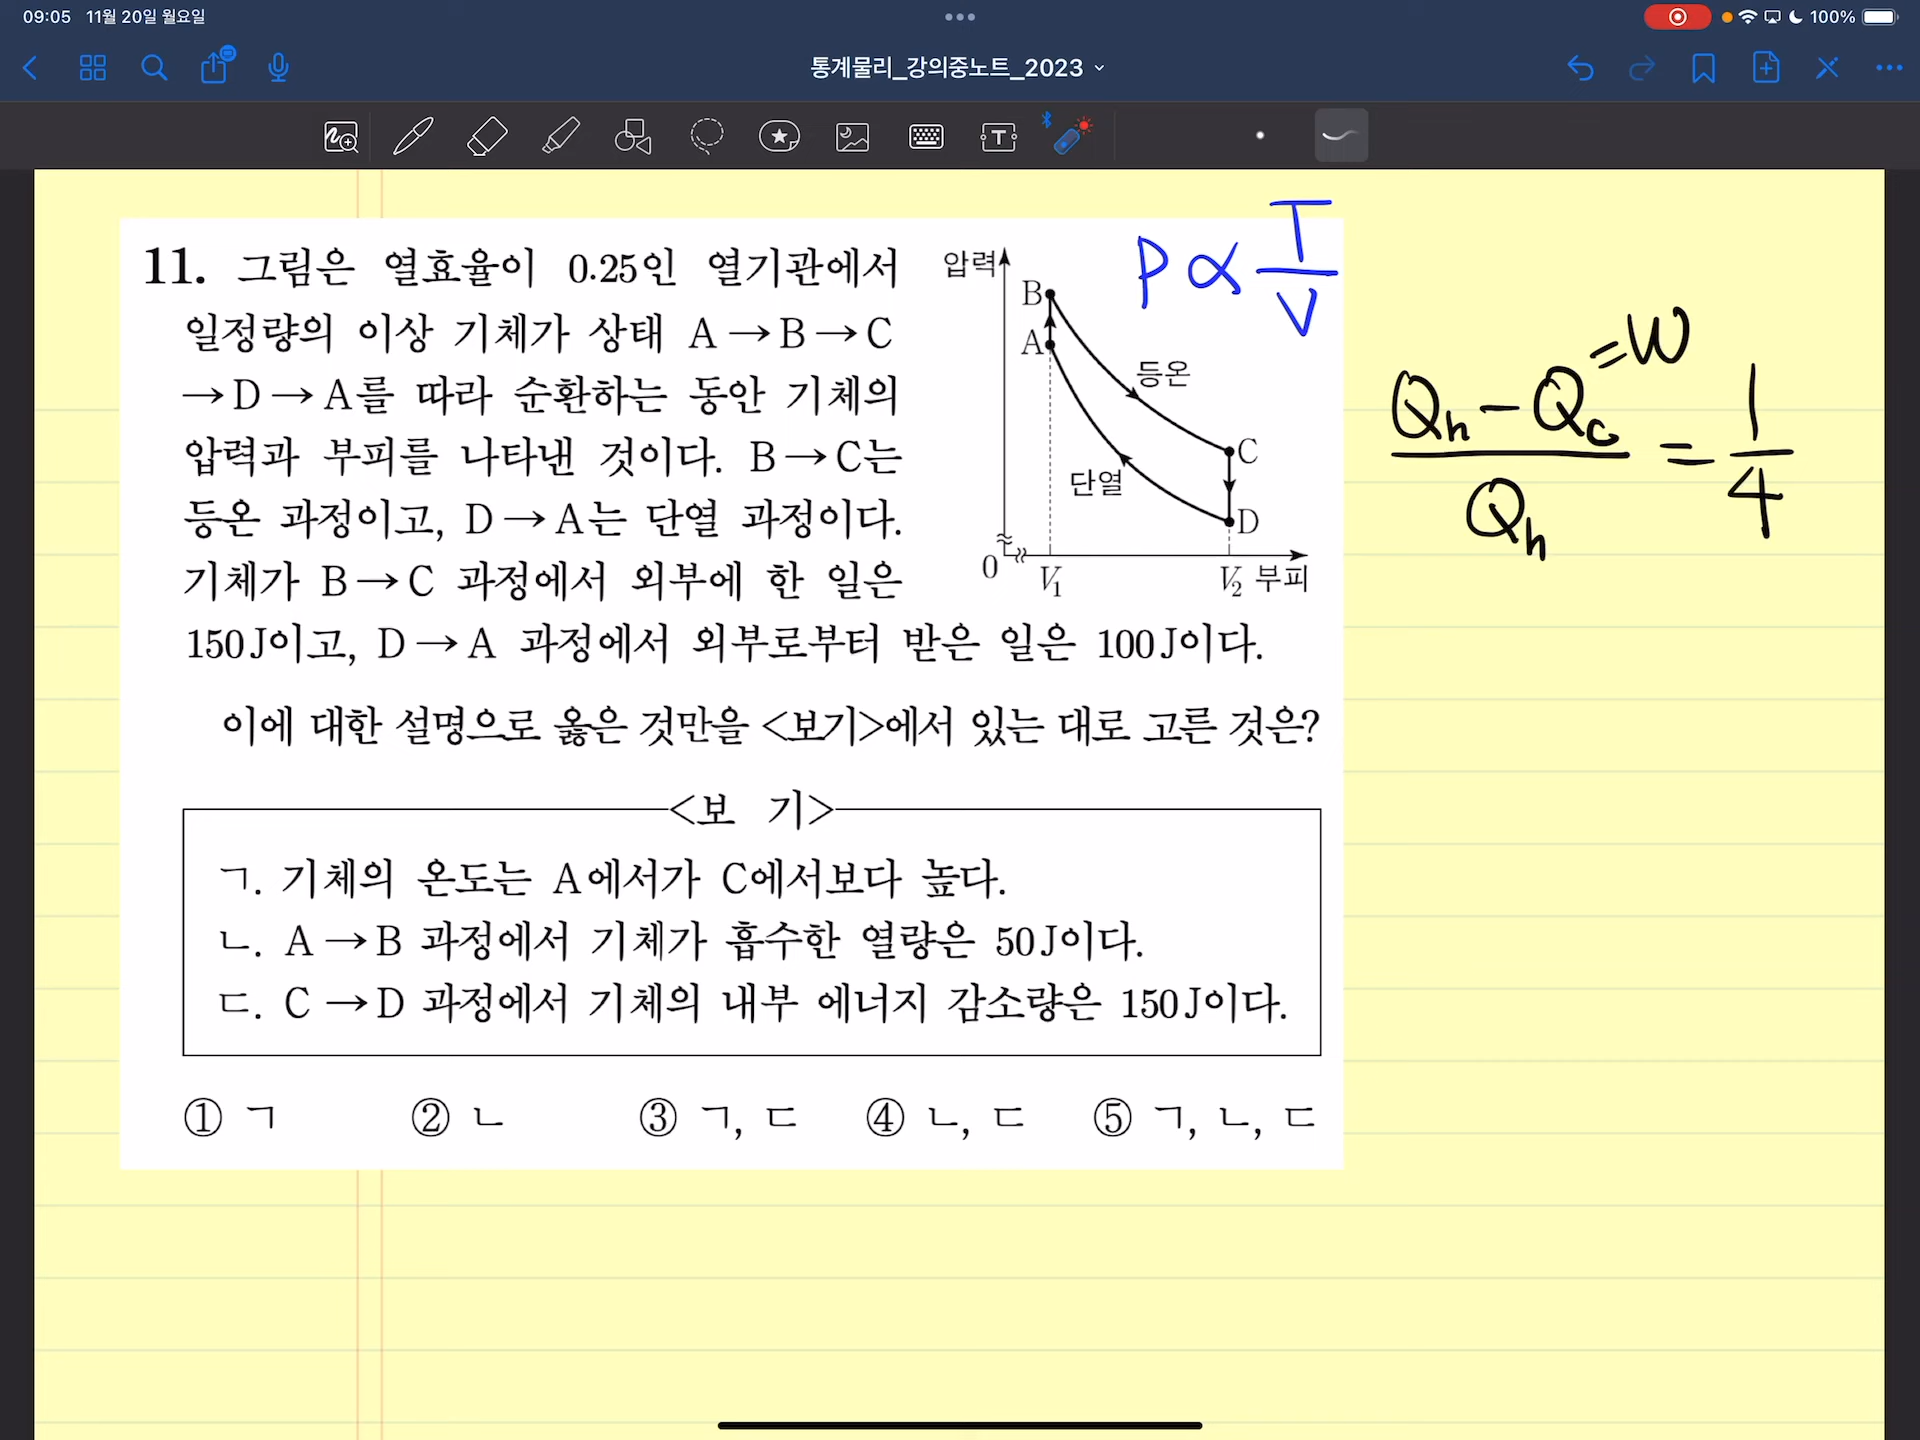 09:05 11월 20일 월요일
100%
통계물리_강의중노트_2023
11. 그림은 열효율이 0.25인 열기관에서
일정량의 이상 기체가 상태 A→B→C
→D→A를 따라 순환하는 동안 기체의
압력과 부피를 나타낸 것이다. B→C는
등온 과정이고, D→A는 단열 과정이다.
기체가 B→C 과정에서 외부에 한 일은
150J이고, D→A 과정에서 외부로부터 받은 일은 100J이다.
압력
B
A
등온
C
단열
D
0
V₁
V₂ 부피
P ∝ T/V
(Qh − Qc = W)/Qh = 1/4
이에 대한 설명으로 옳은 것만을 <보기>에서 있는 대로 고른 것은?
<보 기>
ㄱ. 기체의 온도는 A에서가 C에서보다 높다.
ㄴ. A→B 과정에서 기체가 흡수한 열량은 50J이다.
ㄷ. C→D 과정에서 기체의 내부 에너지 감소량은 150J이다.
① ㄱ ② ㄴ ③ ㄱ, ㄷ ④ ㄴ, ㄷ ⑤ ㄱ, ㄴ, ㄷ